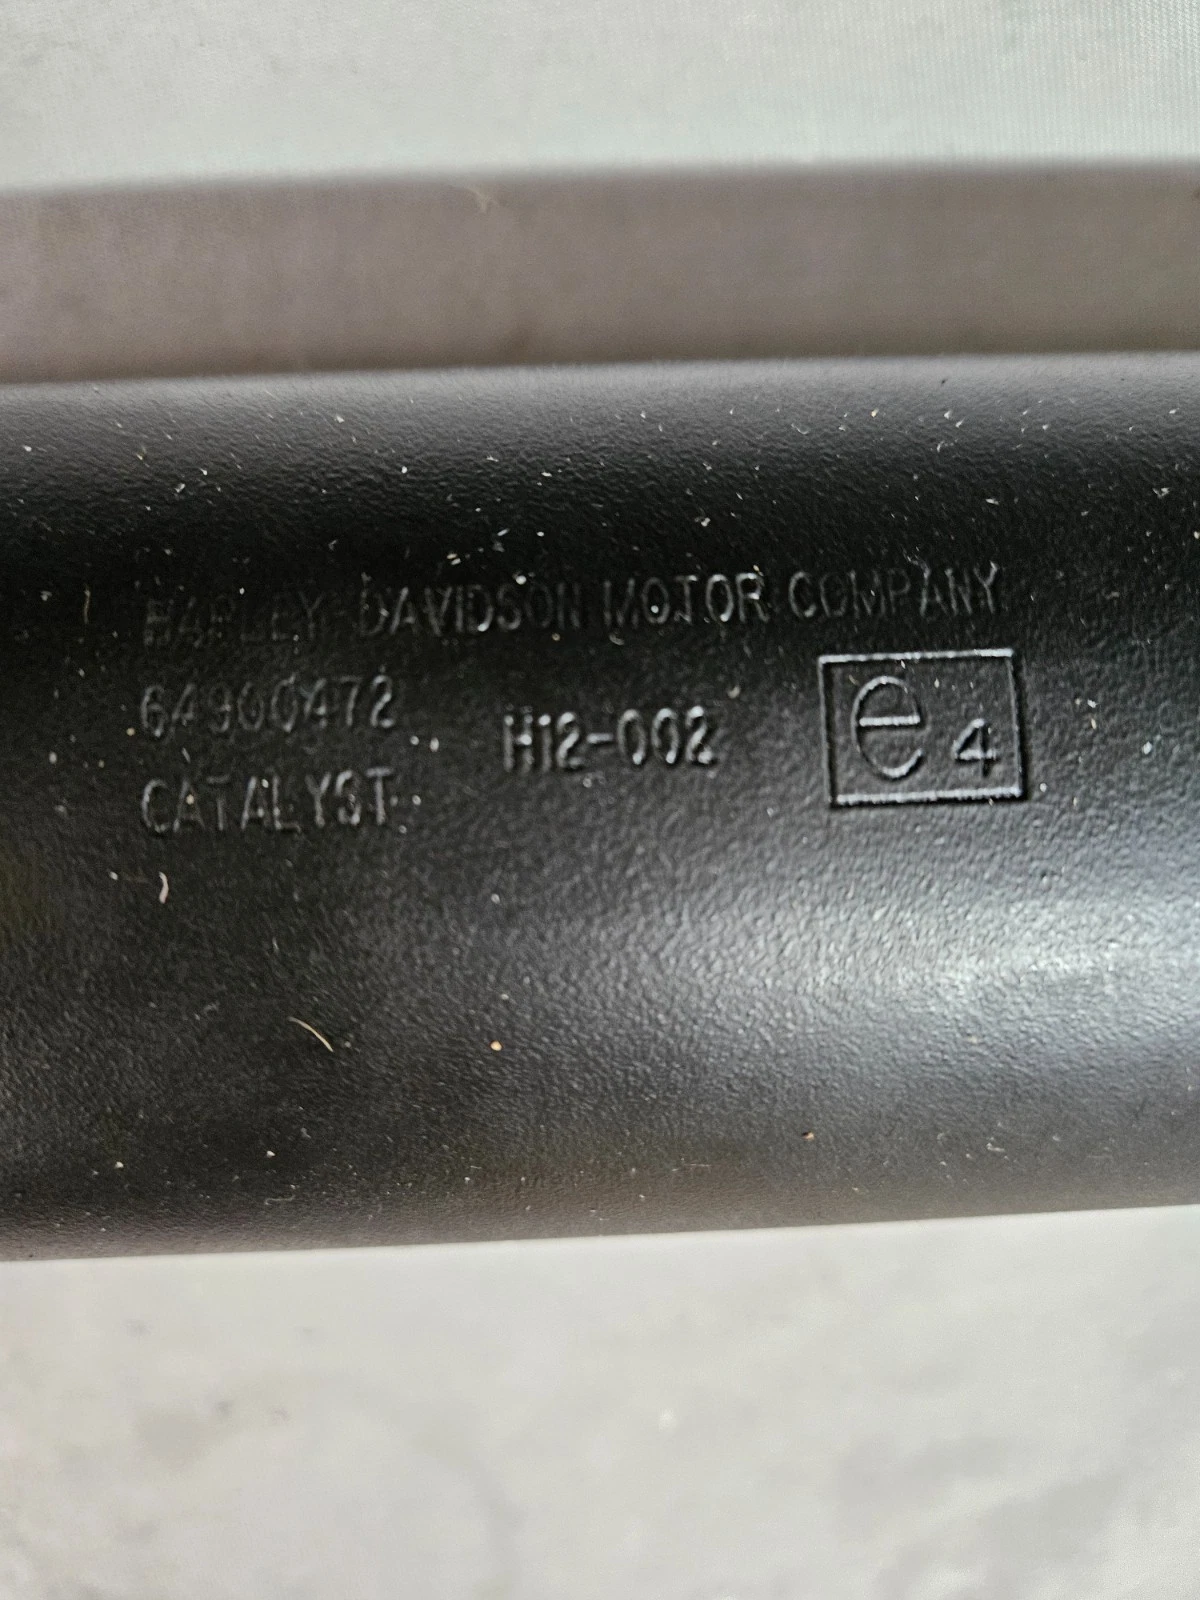 HARLEY-DAVIDSON MOTOR COMPANY
64900472
H12-002
e4
CATALYST